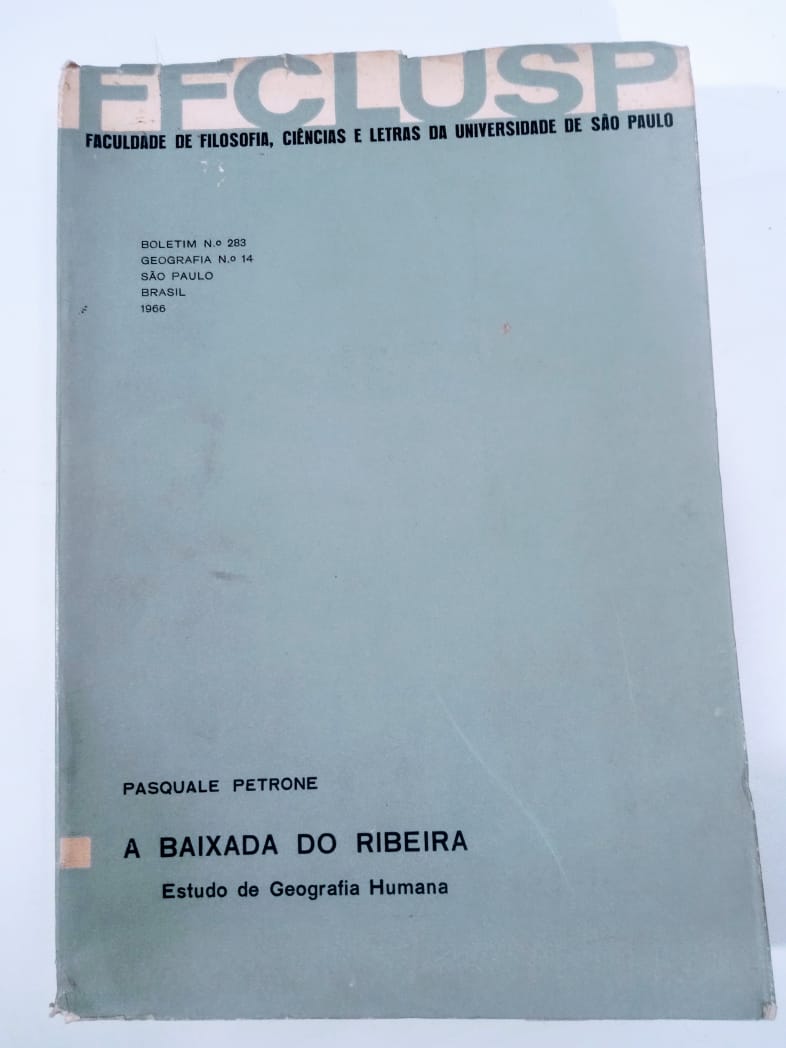 FFCLUSP
FACULDADE DE FILOSOFIA, CIÊNCIAS E LETRAS DA UNIVERSIDADE DE SÃO PAULO
BOLETIM N.º 283
GEOGRAFIA N.º 14
SÃO PAULO
BRASIL
1966
PASQUALE PETRONE
A BAIXADA DO RIBEIRA
Estudo de Geografia Humana